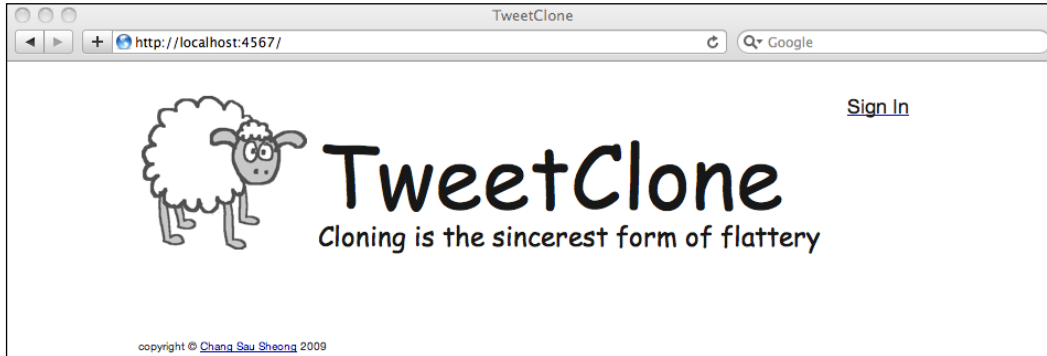 TweetClone
http://localhost:4567/
Google
Sign In
TweetClone
Cloning is the sincerest form of flattery
copyright © Chang Sau Sheong 2009